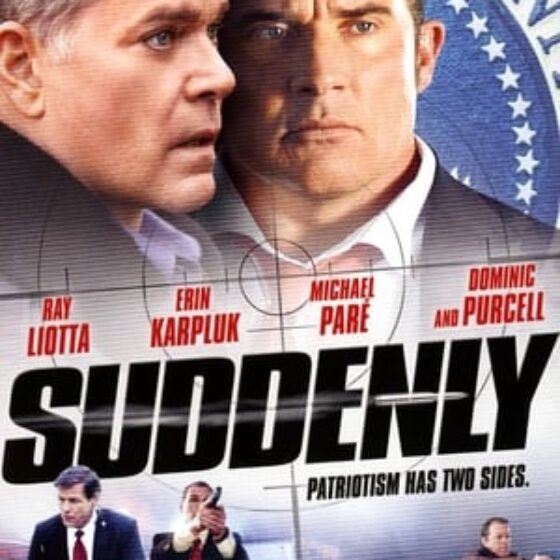 RAY LIOTTA
ERIN KARPLUK
MICHAEL PARÉ
AND DOMINIC PURCELL
SUDDENLY
PATRIOTISM HAS TWO SIDES.